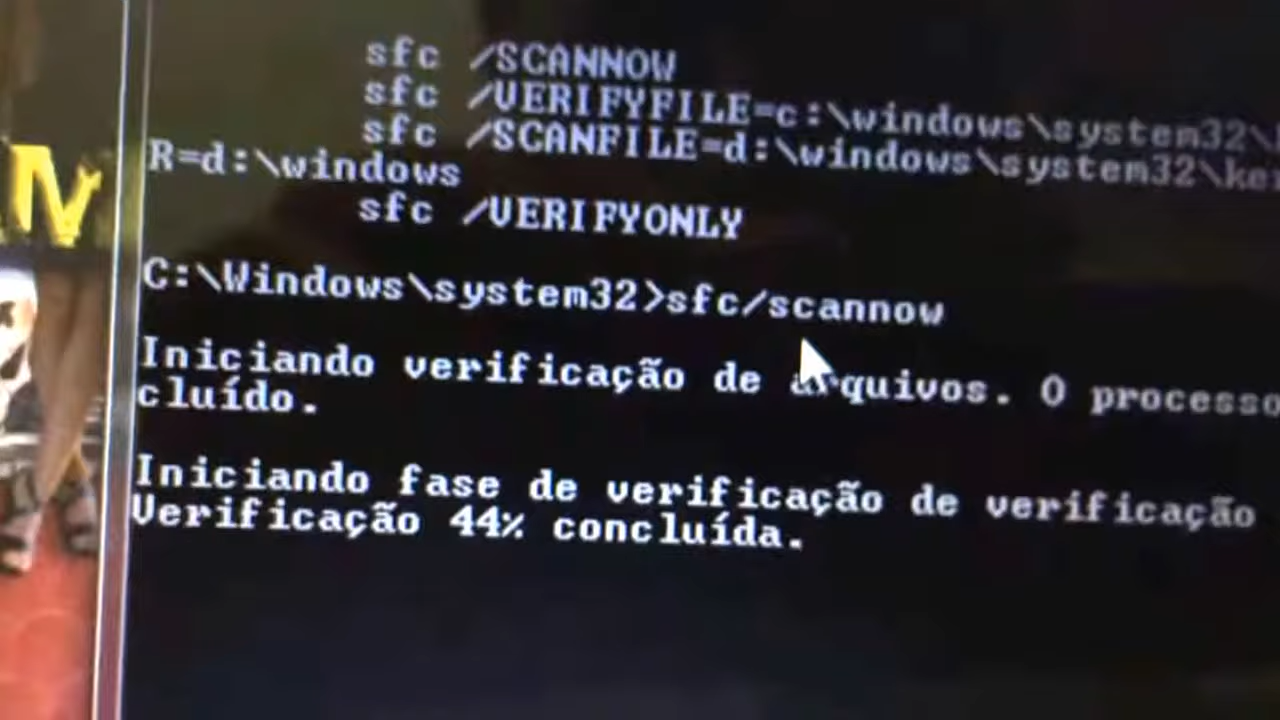 sfc /SCANNOW
sfc /VERIFYFILE=c:\windows\system32\
sfc /SCANFILE=d:\windows\system32\ker
R=d:\windows
sfc /VERIFYONLY
C:\Windows\system32>sfc/scannow
Iniciando verificação de arquivos. O processo
cluído.
Iniciando fase de verificação de verificação
Verificação 44% concluída.